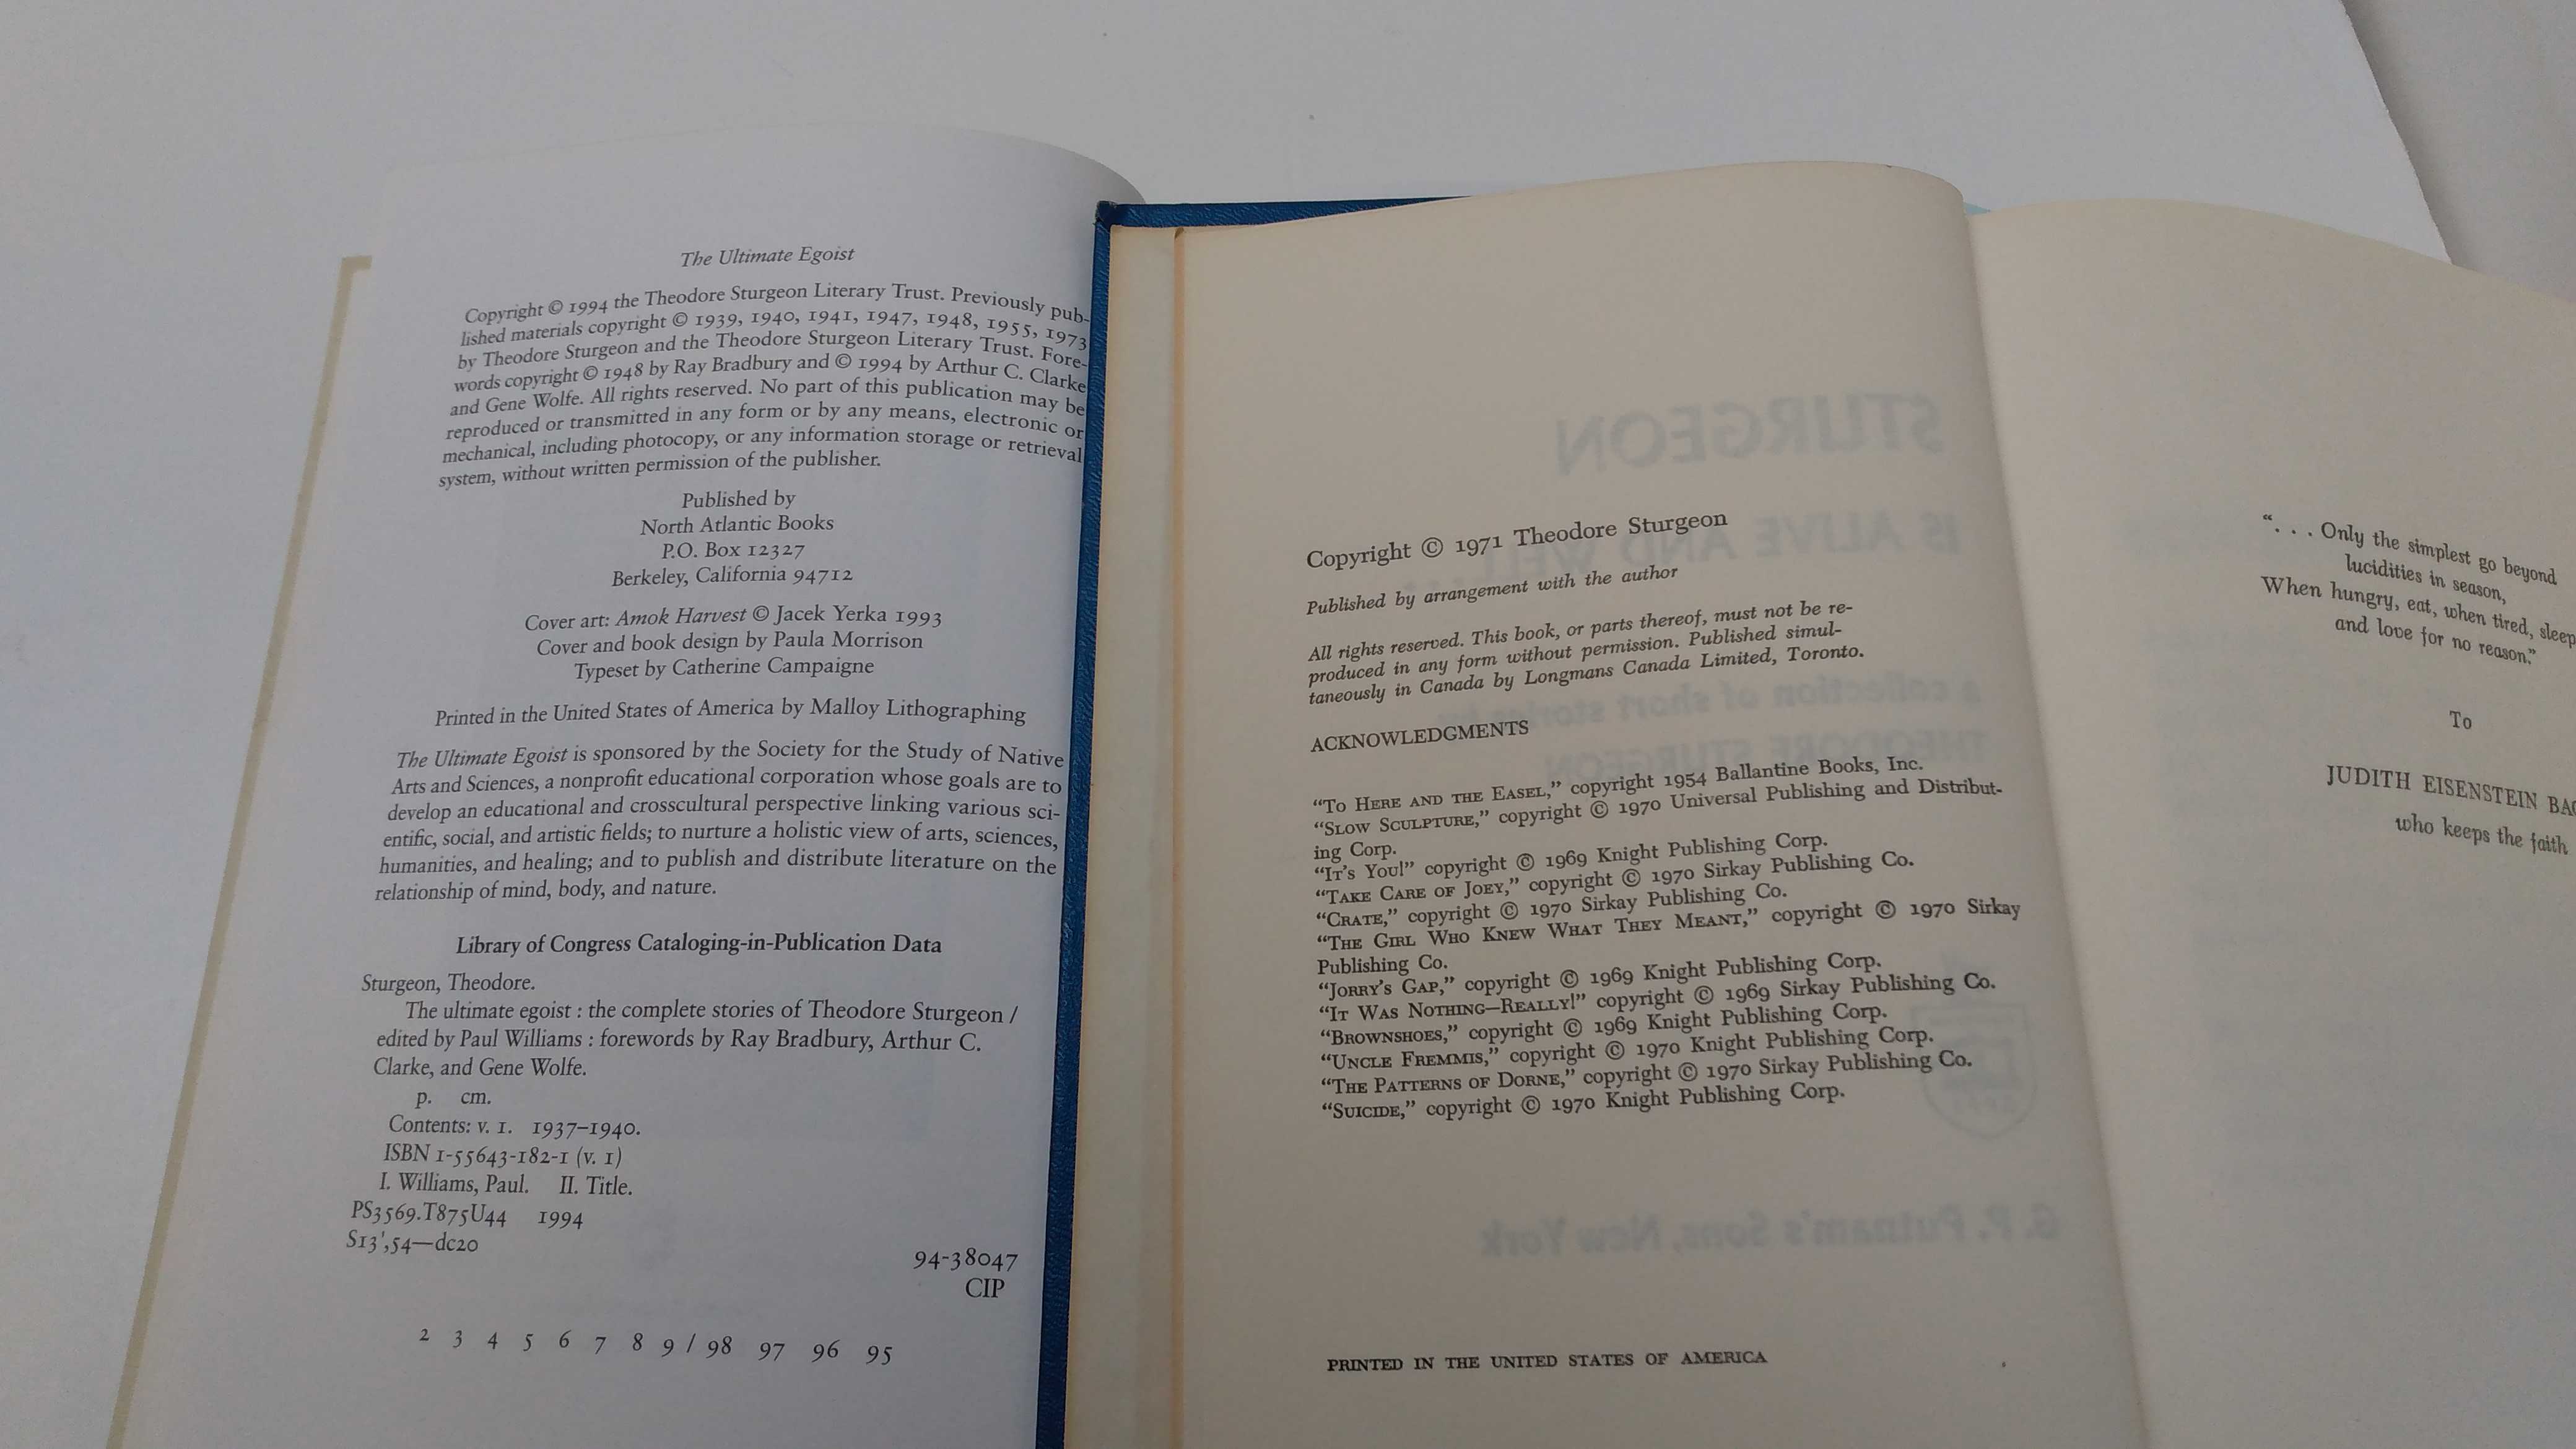 The Ultimate Egoist
Copyright © 1994 the Theodore Sturgeon Literary Trust. Previously pub-
lished materials copyright © 1939, 1940, 1941, 1947, 1948, 1955, 1973
by Theodore Sturgeon and the Theodore Sturgeon Literary Trust. Fore-
words copyright © 1948 by Ray Bradbury and © 1994 by Arthur C. Clarke
and Gene Wolfe. All rights reserved. No part of this publication may be
reproduced or transmitted in any form or by any means, electronic or
mechanical, including photocopy, or any information storage or retrieval
system, without written permission of the publisher.
Published by
North Atlantic Books
P.O. Box 12327
Berkeley, California 94712
Cover art: Amok Harvest © Jacek Yerka 1993
Cover and book design by Paula Morrison
Typeset by Catherine Campaigne
Printed in the United States of America by Malloy Lithographing
The Ultimate Egoist is sponsored by the Society for the Study of Native
Arts and Sciences, a nonprofit educational corporation whose goals are to
develop an educational and crosscultural perspective linking various sci-
entific, social, and artistic fields; to nurture a holistic view of arts, sciences,
humanities, and healing; and to publish and distribute literature on the
relationship of mind, body, and nature.
Library of Congress Cataloging-in-Publication Data
Sturgeon, Theodore.
The ultimate egoist : the complete stories of Theodore Sturgeon /
edited by Paul Williams : forewords by Ray Bradbury, Arthur C.
Clarke, and Gene Wolfe.
p. cm.
Contents: v. 1. 1937–1940.
ISBN 1-55643-182-1 (v. 1)
I. Williams, Paul. II. Title.
PS3569.T875U44 1994
S13',54—dc20
94-38047
CIP
2 3 4 5 6 7 8 9 / 98 97 96 95
Copyright © 1971 Theodore Sturgeon
Published by arrangement with the author
All rights reserved. This book, or parts thereof, must not be re-
produced in any form without permission. Published simul-
taneously in Canada by Longmans Canada Limited, Toronto.
ACKNOWLEDGMENTS
“TO HERE AND THE EASEL,” copyright 1954 Ballantine Books, Inc.
“SLOW SCULPTURE,” copyright © 1970 Universal Publishing and Distribut-
ing Corp.
“IT'S YOU!” copyright © 1969 Knight Publishing Corp.
“TAKE CARE OF JOEY,” copyright © 1970 Sirkay Publishing Co.
“CRATE,” copyright © 1970 Sirkay Publishing Co.
“THE GIRL WHO KNEW WHAT THEY MEANT,” copyright © 1970 Sirkay
Publishing Co.
“JORRY'S GAP,” copyright © 1969 Knight Publishing Corp.
“IT WAS NOTHING—REALLY!” copyright © 1969 Sirkay Publishing Co.
“BROWNSHOES,” copyright © 1969 Knight Publishing Corp.
“UNCLE FREMMIS,” copyright © 1970 Knight Publishing Corp.
“THE PATTERNS OF DORNE,” copyright © 1970 Sirkay Publishing Co.
“SUICIDE,” copyright © 1970 Knight Publishing Corp.
PRINTED IN THE UNITED STATES OF AMERICA
“. . . Only the simplest go beyond
lucidities in season,
When hungry, eat, when tired, sleep
and love for no reason.”
To
JUDITH EISENSTEIN
who keeps the faith